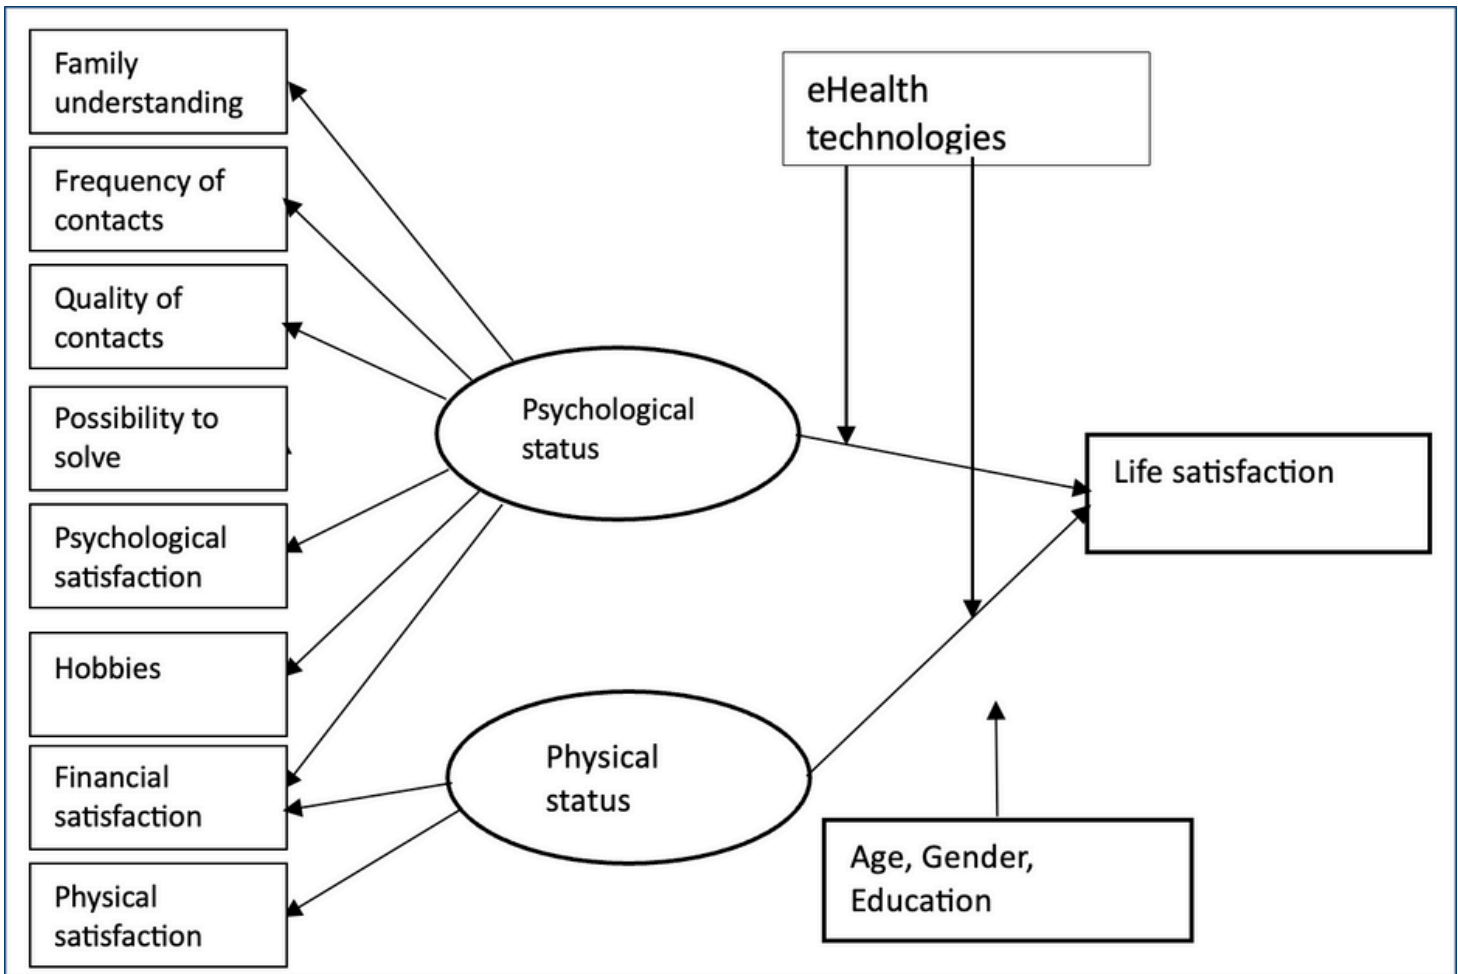 Family
understanding
Frequency of
contacts
Quality of
contacts
Possibility to
solve
Psychological
satisfaction
Hobbies
Financial
satisfaction
Physical
satisfaction
Psychological
status
Physical
status
eHealth
technologies
Life satisfaction
Age, Gender,
Education